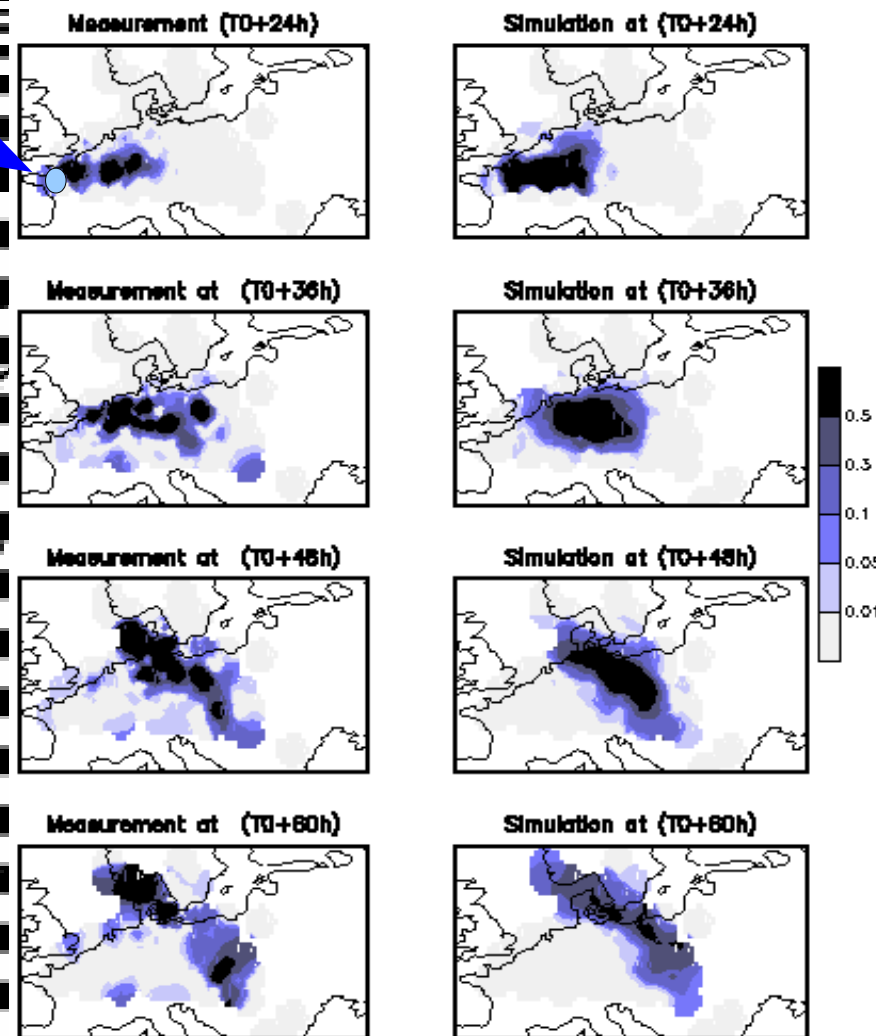 Measurement (T0+24h)
Simulation at (T0+24h)
Measurement at (T0+36h)
Simulation at (T0+36h)
0.5
0.3
0.1
0.05
0.01
Measurement at (T0+48h)
Simulation at (T0+48h)
Measurement at (T0+60h)
Simulation at (T0+60h)